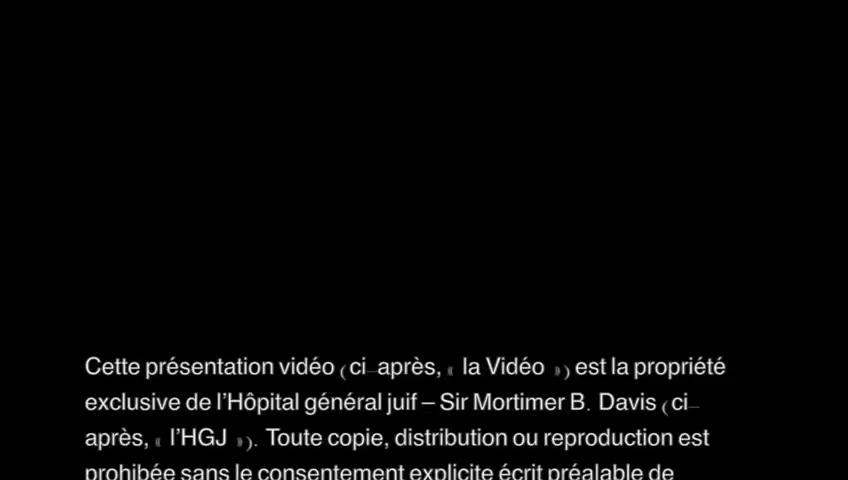 Cette présentation vidéo (ci-après, « la Vidéo ») est la propriété
exclusive de l’Hôpital général juif – Sir Mortimer B. Davis (ci-
après, « l’HGJ »). Toute copie, distribution ou reproduction est
prohibée sans le consentement explicite écrit préalable de